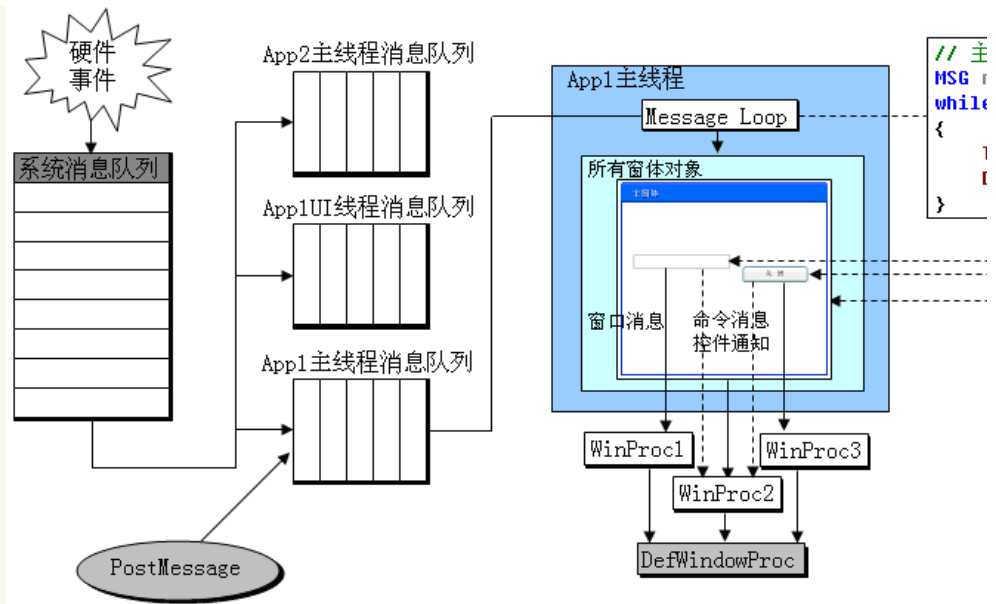 硬件
事件
系统消息队列
App2主线程消息队列
App1UI线程消息队列
App1主线程消息队列
PostMessage
App1主线程
Message Loop
所有窗体对象
主窗体
窗口消息
命令消息
控件通知
WinProc1
WinProc3
WinProc2
DefWindowProc
// 主
MSG
while
{
T
D
}